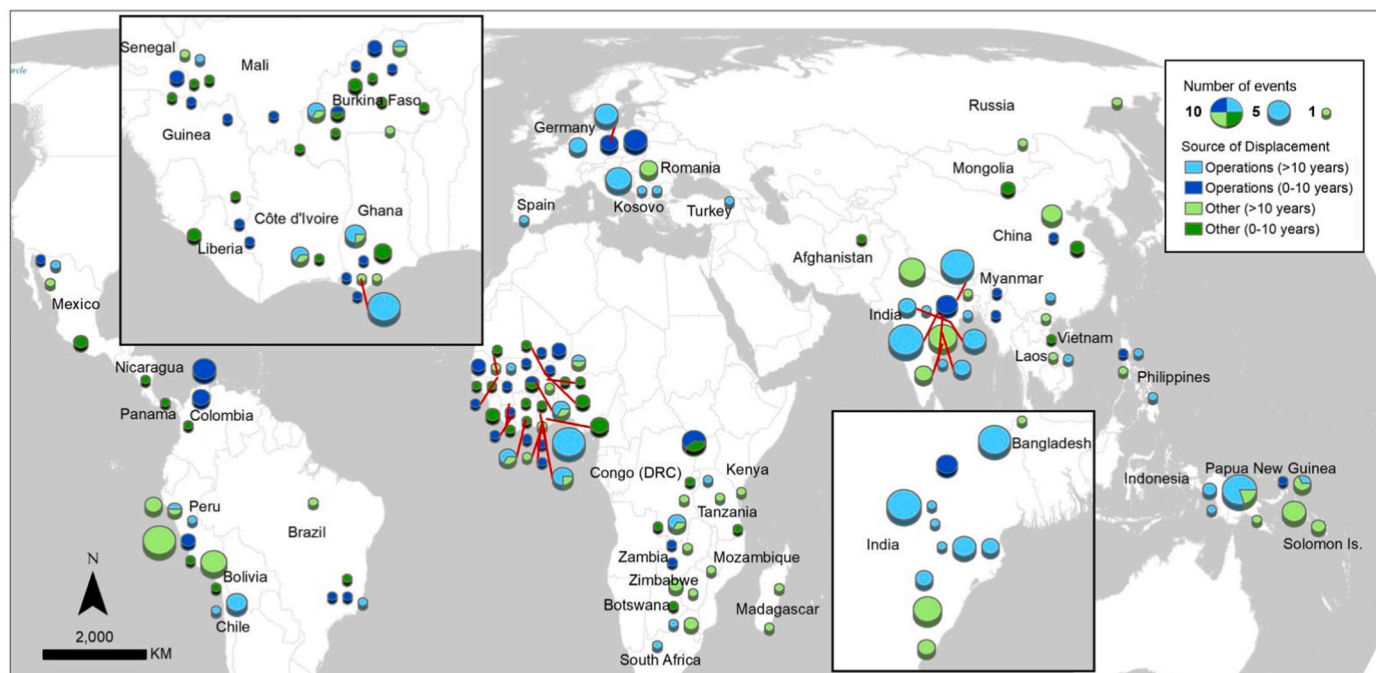 Senegal
Mali
Burkina Faso
Guinea
Côte d'Ivoire
Ghana
Liberia
Number of events
10
5
1
Source of Displacement
Operations (>10 years)
Operations (0-10 years)
Other (>10 years)
Other (0-10 years)
Russia
Germany
Mongolia
Romania
Spain
Kosovo
Turkey
China
Afghanistan
Myanmar
Mexico
India
Vietnam
Laos
Nicaragua
Philippines
Panama
Colombia
Bangladesh
Congo (DRC)
Kenya
Indonesia
Papua New Guinea
Peru
Brazil
Tanzania
India
Solomon Is.
Zambia
Mozambique
N
Bolivia
Zimbabwe
Botswana
Madagascar
Chile
2,000
KM
South Africa